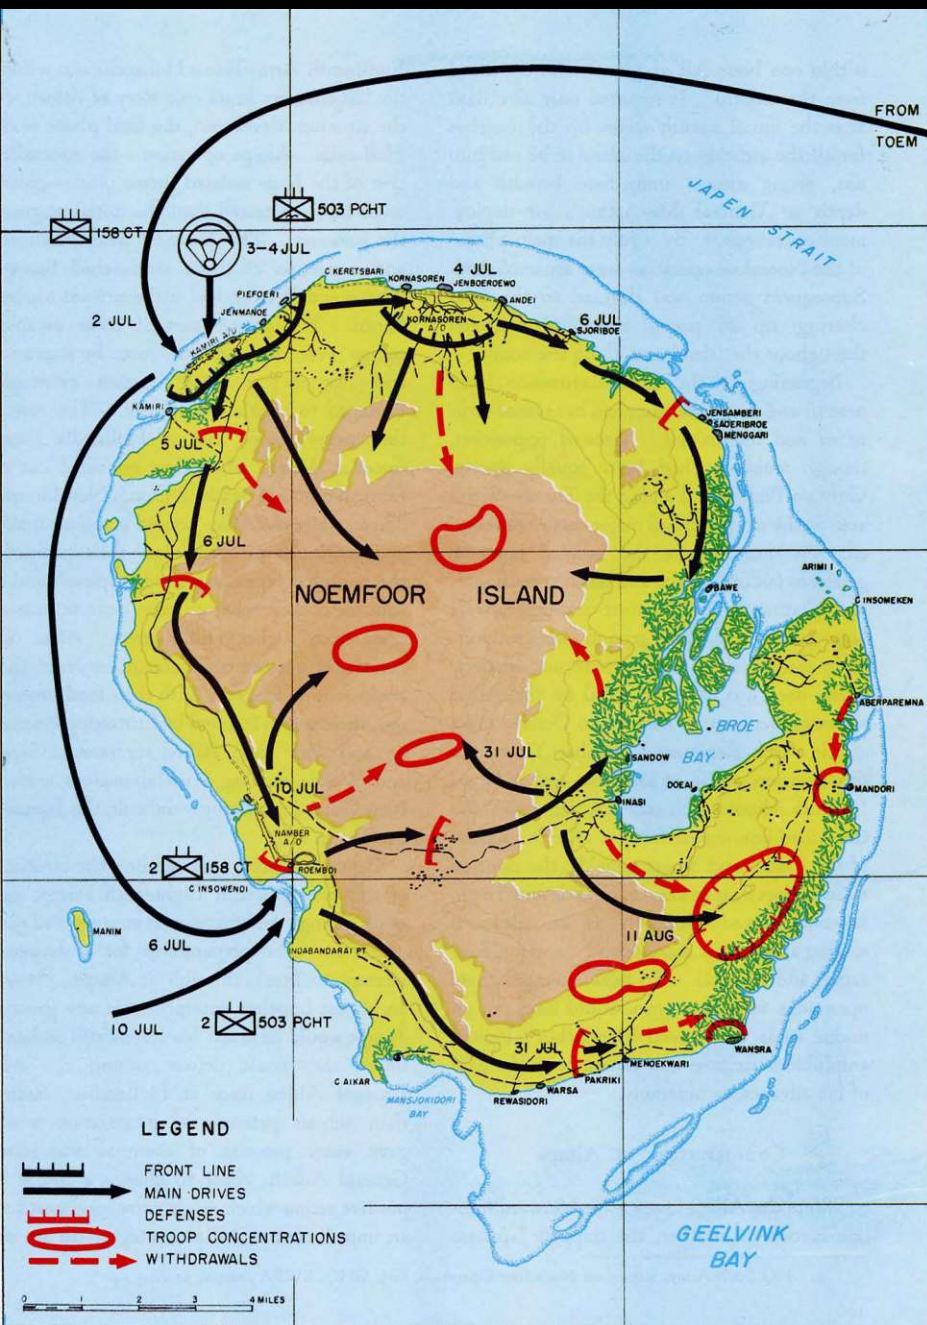 FROM
TOEM
JAPEN
STRAIT
158 CT
503 PCHT
3-4 JUL
2 JUL
C KERETSBARI
KORNASOREN
4 JUL
JENBOEROEWO
PIEFOERI
ANDEI
JENMANOE
KORNASOREN
A/D
6 JUL
SJORIBOE
KAMIRI A/D
KAMIRI
5 JUL
JENSAMBERI
SADERIBROE
MENGGARI
6 JUL
ARIMI I
NOEMFOOR ISLAND
BAWE
C INSOMEKEN
ABERPAREMNA
BROE
BAY
31 JUL
SANDOW
10 JUL
DOEAI
MANDORI
INASI
NAMBER
A/D
ROEMBOI
2 158 CT
C INSOWENDI
MANIM
6 JUL
INDABANDARAI PT.
11 AUG
10 JUL
2 503 PCHT
31 JUL
WANSRA
MENOEKWARI
PAKRIKI
WARSA
REWASIDORI
C AIKAR
MANSJOKIDORI
BAY
LEGEND
FRONT LINE
MAIN DRIVES
DEFENSES
TROOP CONCENTRATIONS
WITHDRAWALS
GEELVINK
BAY
0 4 MILES